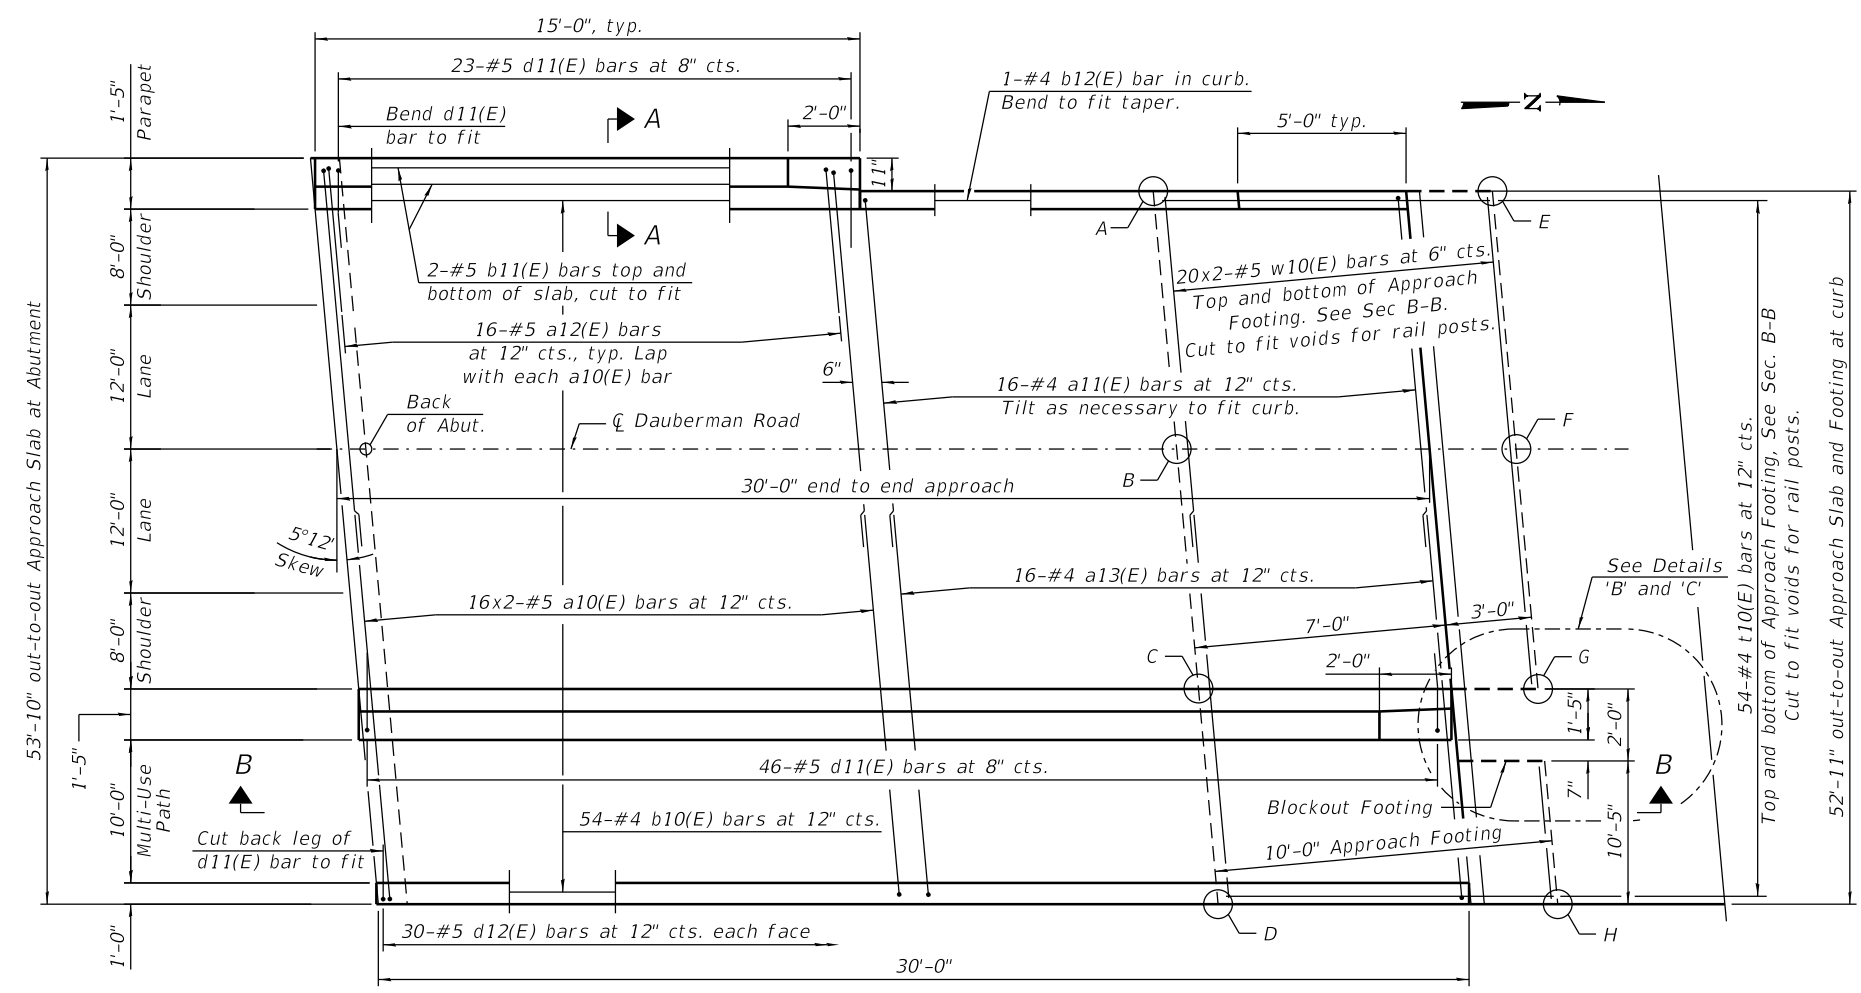 15'-0", typ.
23-#5 d11(E) bars at 8" cts.
Bend d11(E)
bar to fit
A
2'-0"
1-#4 b12(E) bar in curb.
Bend to fit taper.
5'-0" typ.
N
1'-5"
Parapet
11"
A
A
E
8'-0"
Shoulder
2-#5 b11(E) bars top and
bottom of slab, cut to fit
20x2-#5 w10(E) bars at 6" cts.
Top and bottom of Approach
Footing. See Sec B-B.
Cut to fit voids for rail posts.
16-#5 a12(E) bars
at 12" cts., typ. Lap
with each a10(E) bar
6"
16-#4 a11(E) bars at 12" cts.
Tilt as necessary to fit curb.
12'-0"
Lane
Back
of Abut.
℄ Dauberman Road
F
B
30'-0" end to end approach
12'-0"
Lane
5°12'
Skew
16-#4 a13(E) bars at 12" cts.
16x2-#5 a10(E) bars at 12" cts.
See Details
'B' and 'C'
3'-0"
7'-0"
8'-0"
Shoulder
C
2'-0"
G
1'-5"
2'-0"
1'-5"
B
46-#5 d11(E) bars at 8" cts.
B
7"
Blockout Footing
10'-0"
Multi-Use
Path
54-#4 b10(E) bars at 12" cts.
10'-5"
Cut back leg of
d11(E) bar to fit
10'-0" Approach Footing
30-#5 d12(E) bars at 12" cts. each face
D
H
1'-0"
30'-0"
53'-10" out-to-out Approach Slab at Abutment
54-#4 t10(E) bars at 12" cts.
Top and bottom of Approach Footing, See Sec. B-B
Cut to fit voids for rail posts.
52'-11" out-to-out Approach Slab and Footing at curb